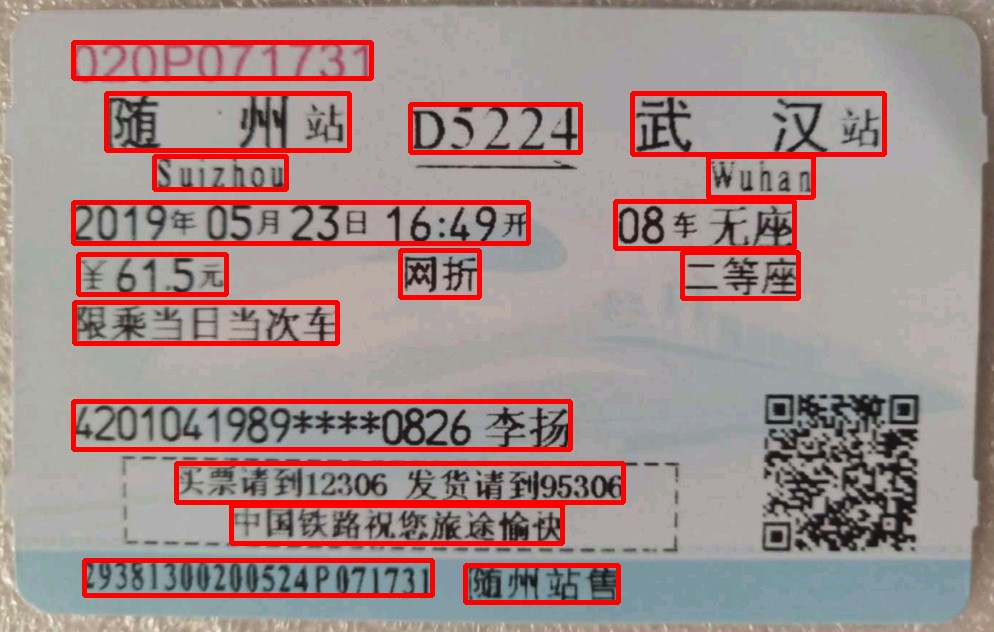 020P071731
随 州 站 D5224 武 汉 站
Suizhou Wuhan
2019年05月23日 16:49开 08车 无座
￥61.5元 网折 二等座
限乘当日当次车
4201041989****0826 李扬
买票请到12306 发货请到95306
中国铁路祝您旅途愉快
29381300200524P071731 随州站售